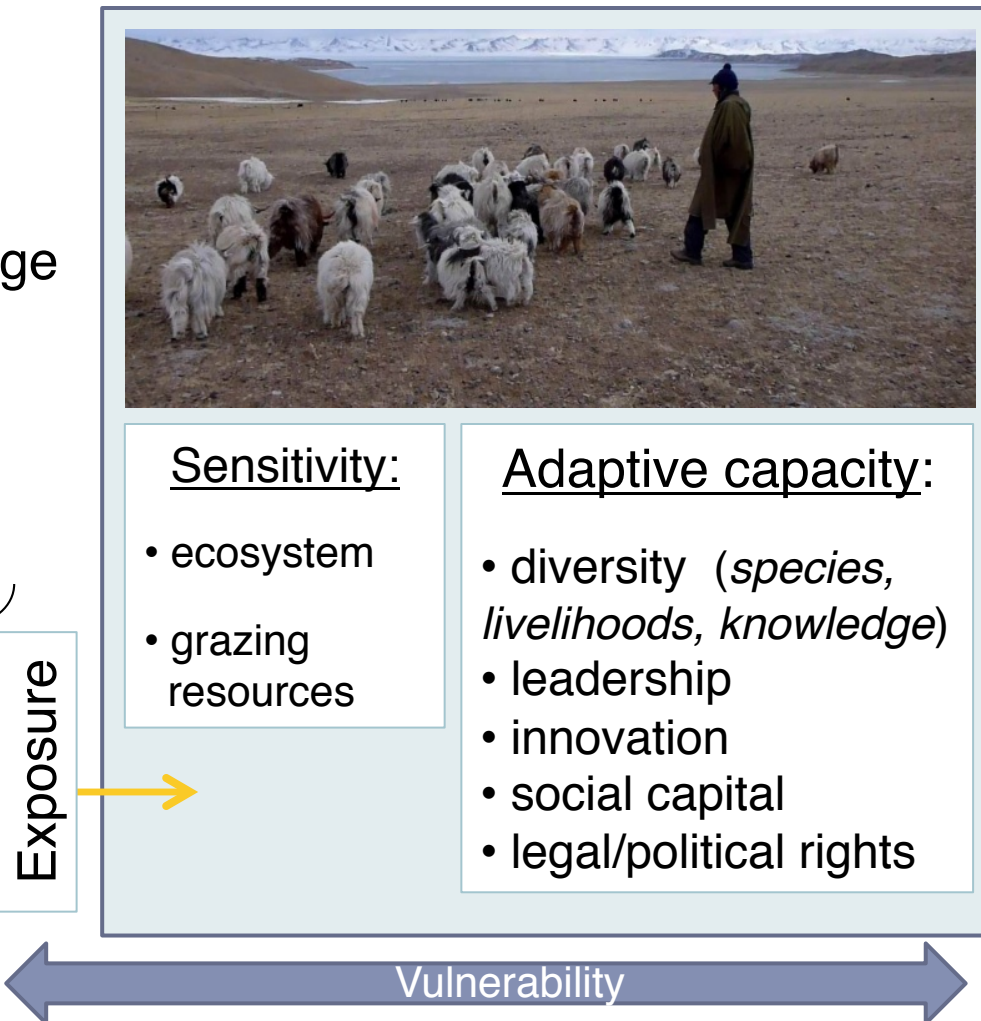 ge
Sensitivity:
• ecosystem
• grazing
resources
Adaptive capacity:
• diversity (species,
livelihoods, knowledge)
• leadership
• innovation
• social capital
• legal/political rights
Exposure
Vulnerability